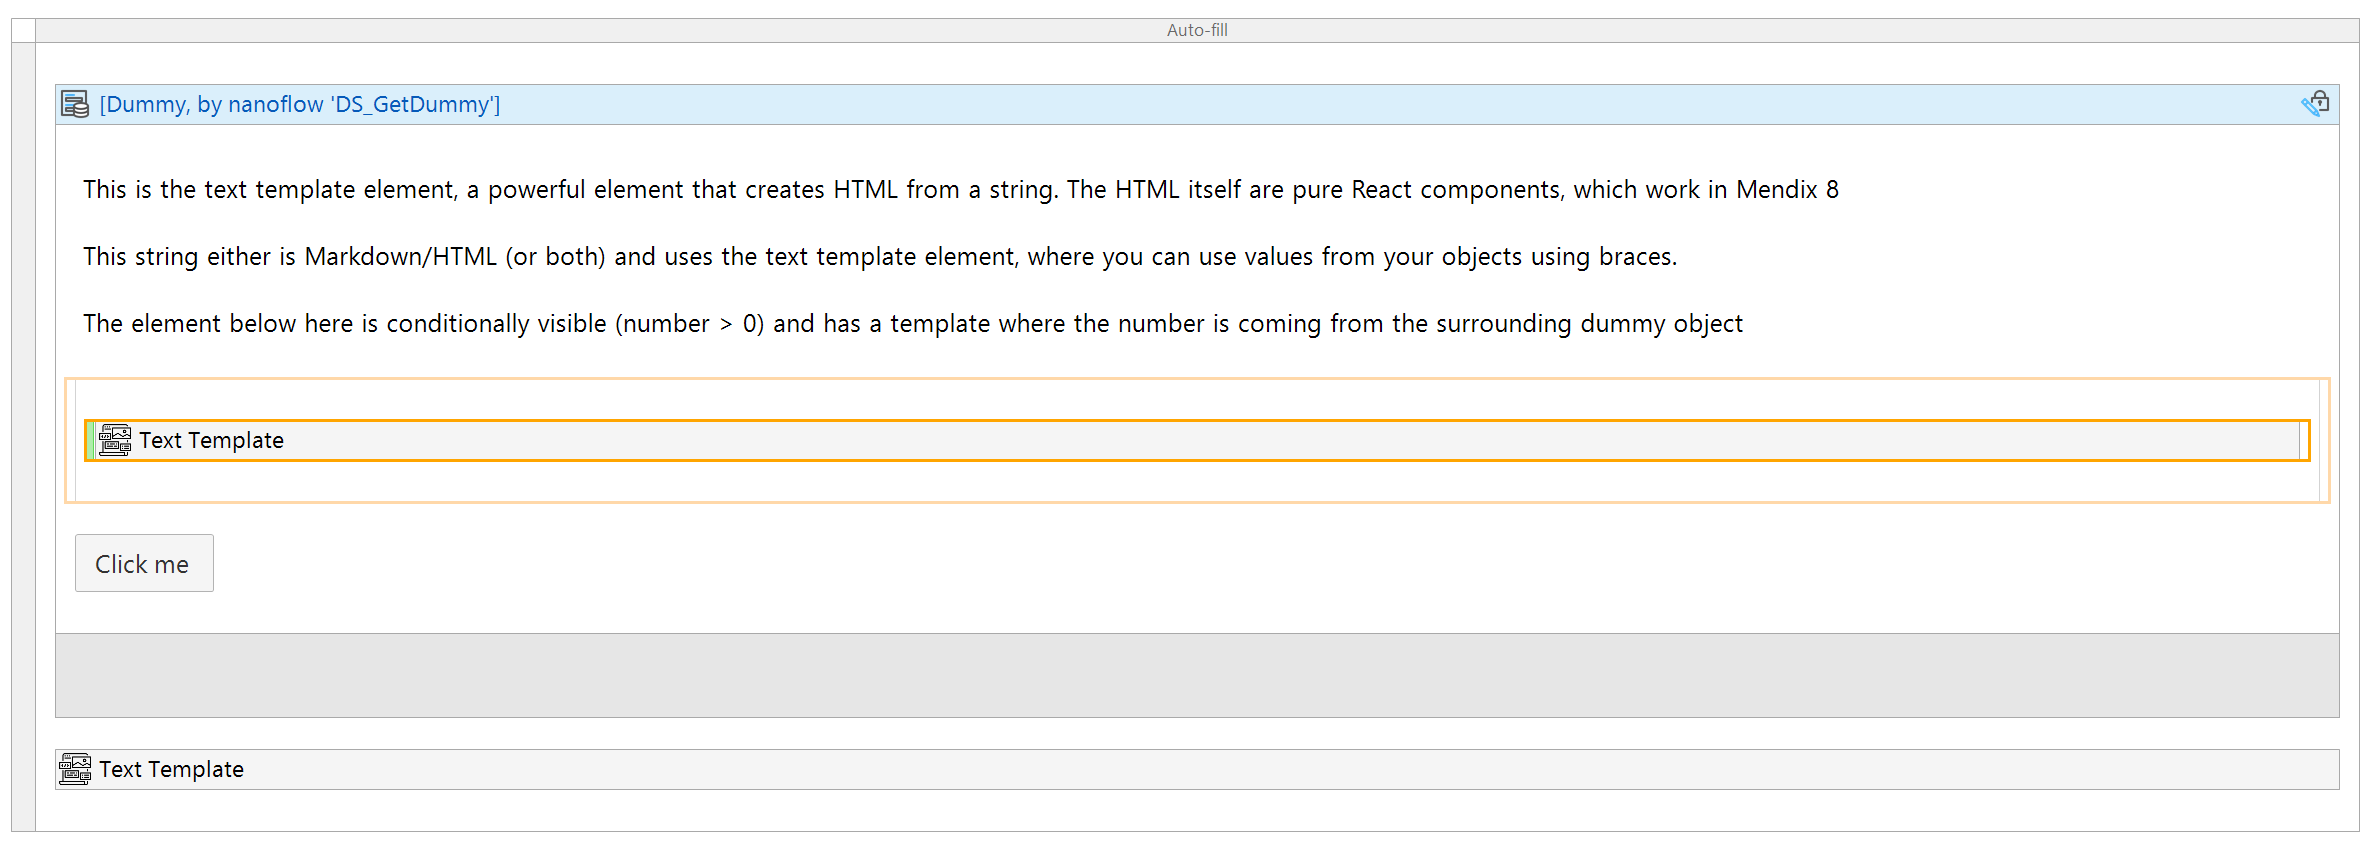 Auto-fill
[Dummy, by nanoflow 'DS_GetDummy']
This is the text template element, a powerful element that creates HTML from a string. The HTML itself are pure React components, which work in Mendix 8
This string either is Markdown/HTML (or both) and uses the text template element, where you can use values from your objects using braces.
The element below here is conditionally visible (number > 0) and has a template where the number is coming from the surrounding dummy object
Text Template
Click me
Text Template